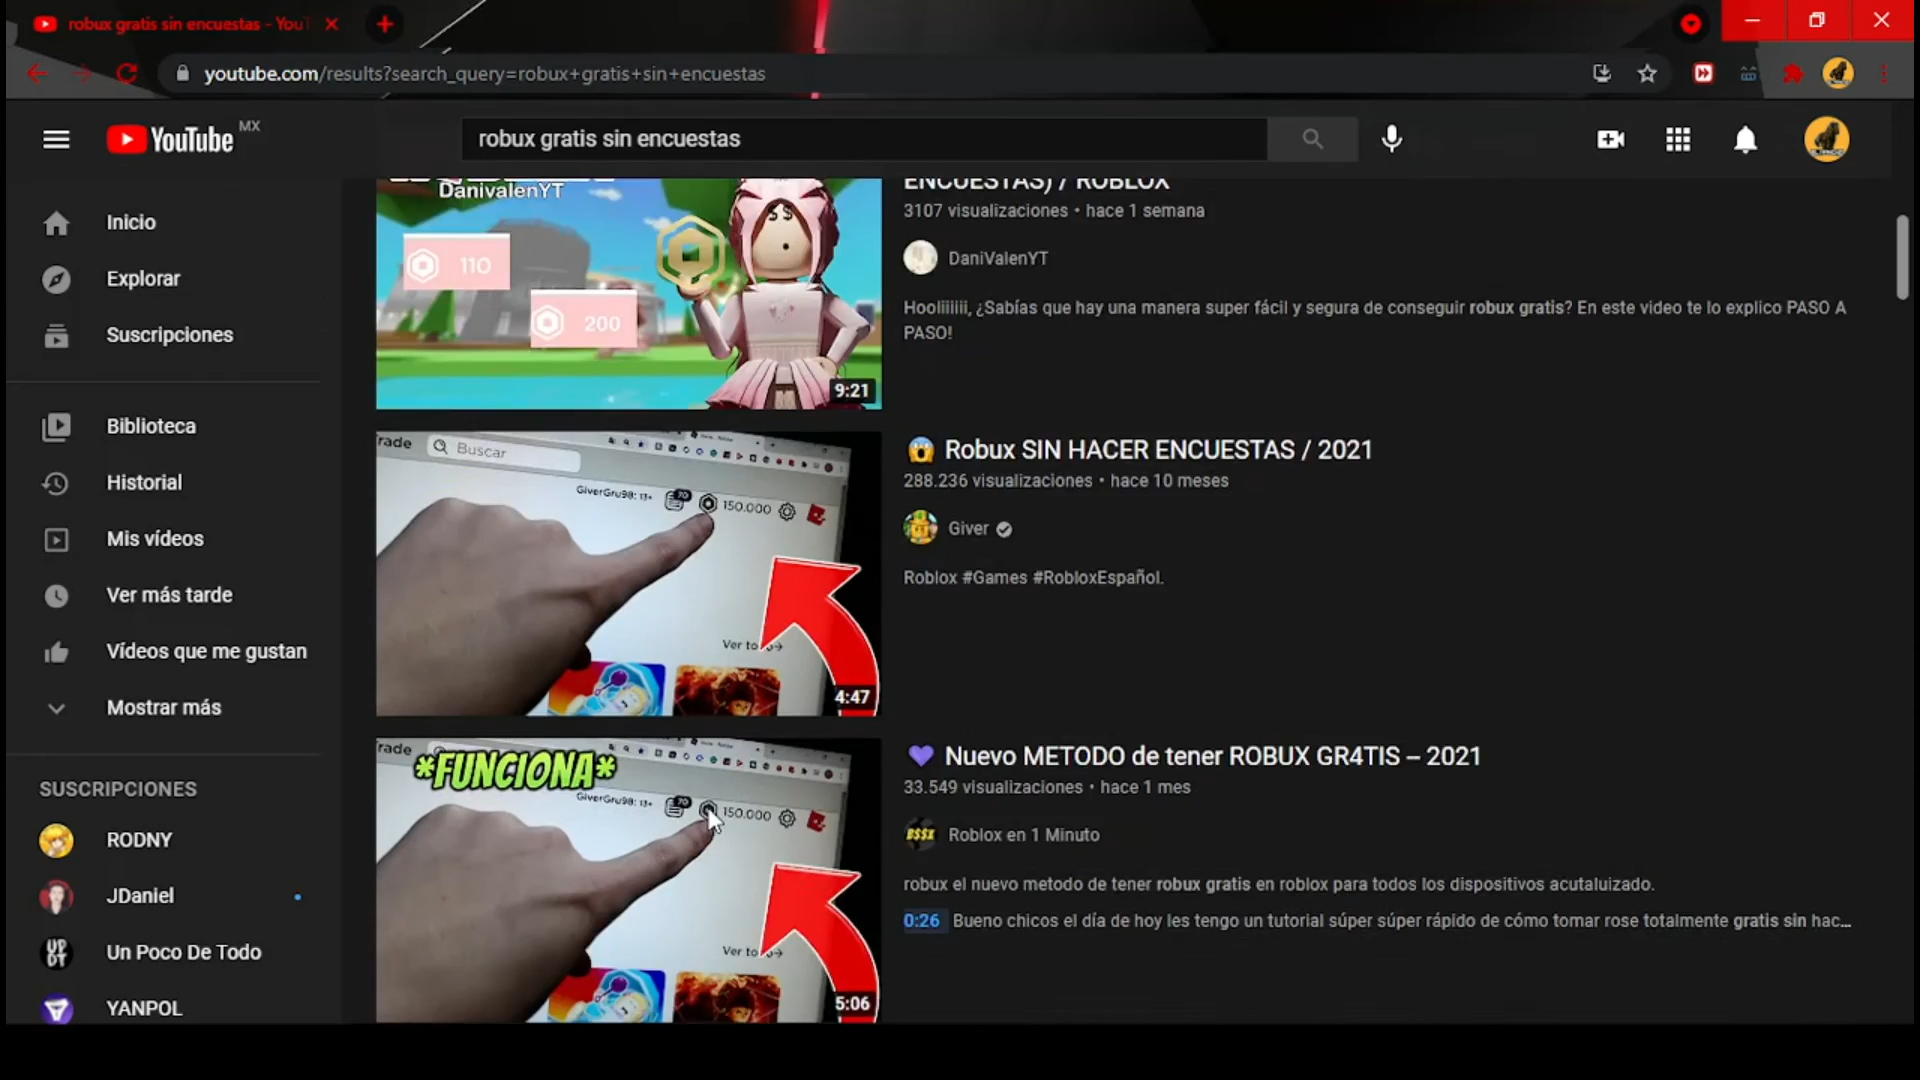 robux gratis sin encuestas - YouT
youtube.com/results?search_query=robux+gratis+sin+encuestas
YouTube MX
robux gratis sin encuestas
Inicio
Explorar
Suscripciones
Biblioteca
Historial
Mis vídeos
Ver más tarde
Vídeos que me gustan
Mostrar más
SUSCRIPCIONES
RODNY
JDaniel
Un Poco De Todo
YANPOL
DanivalenYT
110
200
9:21
ENCUESTAS) / ROBLOX
3107 visualizaciones • hace 1 semana
DaniValenYT
Hooliiiiii, ¿Sabías que hay una manera super fácil y segura de conseguir robux gratis? En este video te lo explico PASO A
PASO!
rade
Buscar
GiverGru98: 13+
70
150.000
Ver to
4:47
😱 Robux SIN HACER ENCUESTAS / 2021
288.236 visualizaciones • hace 10 meses
Giver
Roblox #Games #RobloxEspañol.
rade
*FUNCIONA*
GiverGru98: 13+
70
150.000
Ver to
5:06
💜 Nuevo METODO de tener ROBUX GR4TIS – 2021
33.549 visualizaciones • hace 1 mes
Roblox en 1 Minuto
robux el nuevo metodo de tener robux gratis en roblox para todos los dispositivos acutaluizado.
0:26 Bueno chicos el día de hoy les tengo un tutorial súper súper rápido de cómo tomar rose totalmente gratis sin hac...